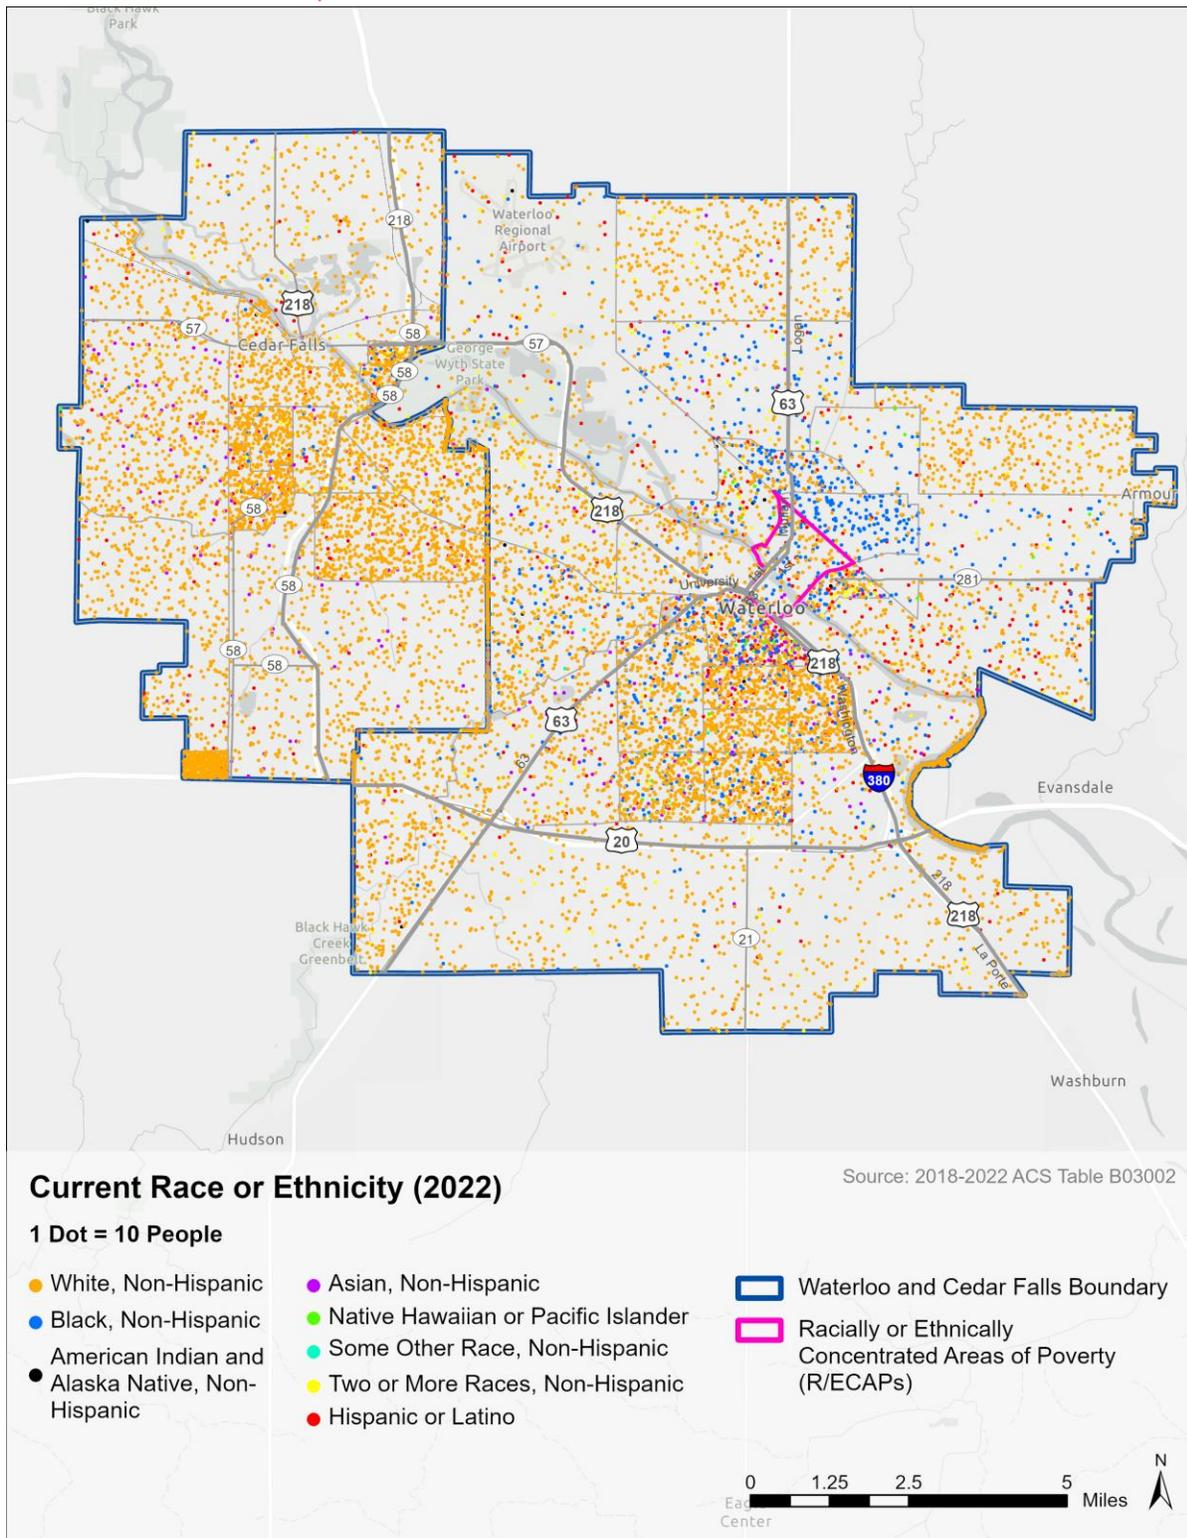 Black Hawk
Park
218
Waterloo
Regional
Airport
218
57
58
Cedar Falls
George
Wyth State
Park
57
58
58
Logan
63
58
218
Armour
University
281
Waterloo
58
58
58
218
63
63
Washington
380
Evansdale
20
218
218
21
La Porte
Black Hawk
Creek
Greenbelt
Washburn
Hudson
Current Race or Ethnicity (2022)
Source: 2018-2022 ACS Table B03002
1 Dot = 10 People
White, Non-Hispanic
Black, Non-Hispanic
American Indian and
Alaska Native, Non-
Hispanic
Asian, Non-Hispanic
Native Hawaiian or Pacific Islander
Some Other Race, Non-Hispanic
Two or More Races, Non-Hispanic
Hispanic or Latino
Waterloo and Cedar Falls Boundary
Racially or Ethnically
Concentrated Areas of Poverty
(R/ECAPs)
0 1.25 2.5 5
Miles
N
Center